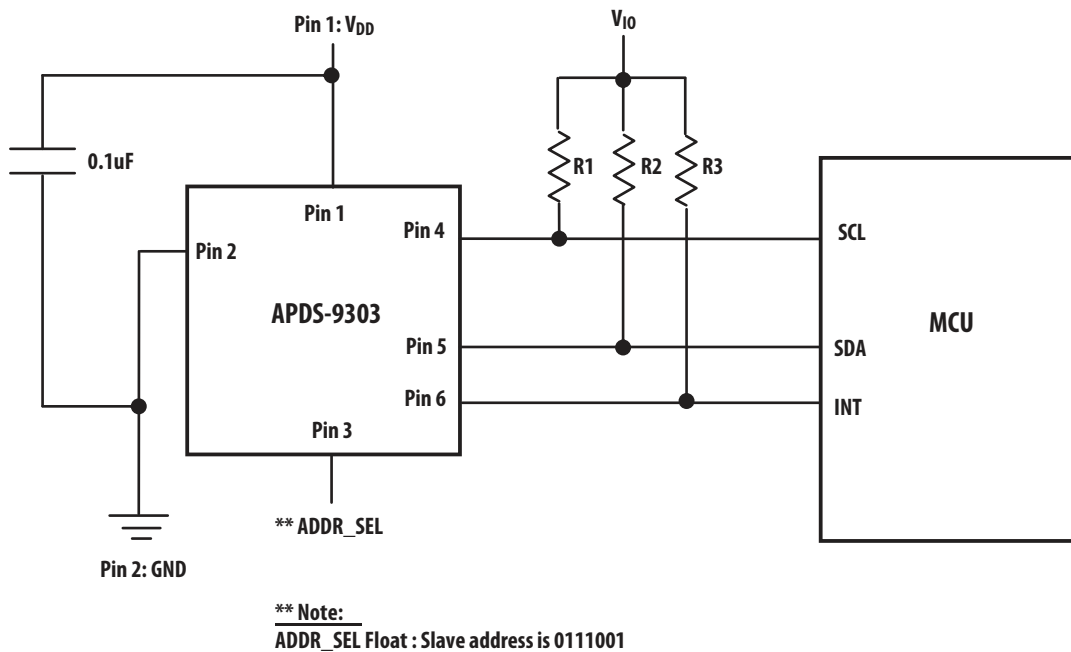 Pin 1: VDD
VIO
0.1uF
R1
R2
R3
Pin 1
Pin 4
SCL
Pin 2
APDS-9303
MCU
Pin 5
SDA
Pin 6
INT
Pin 3
** ADDR_SEL
Pin 2: GND
** Note:
ADDR_SEL Float : Slave address is 0111001